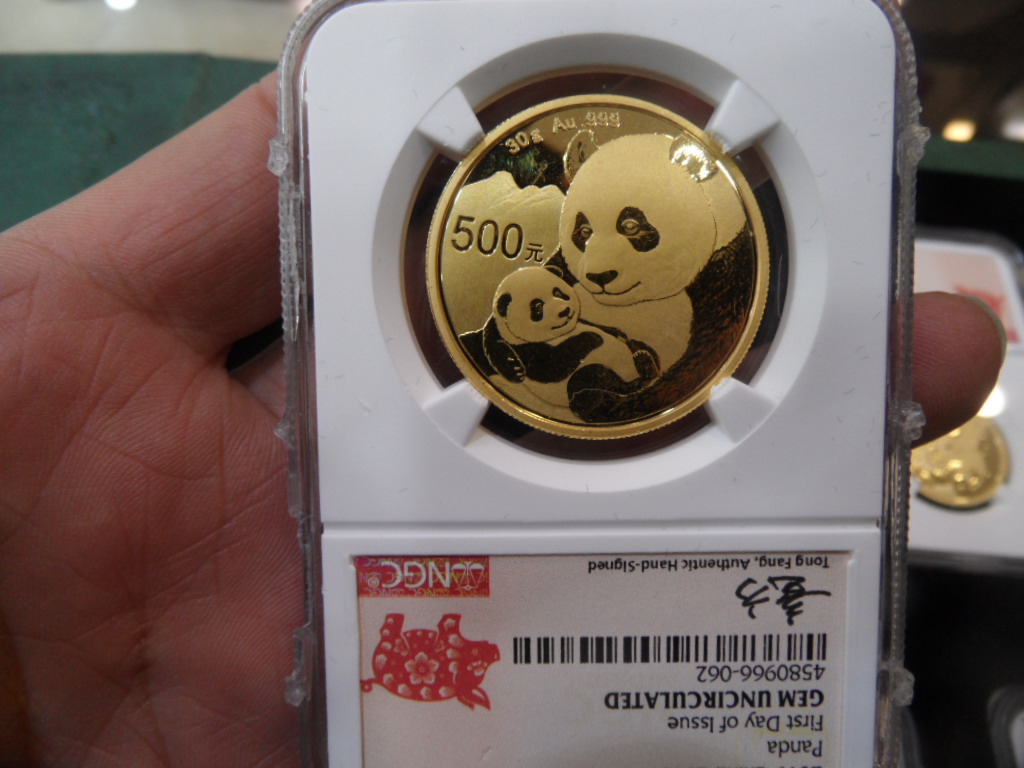 30g Au .999
500元
Panda
First Day of Issue
GEM UNCIRCULATED
4580966-062
Tong Fang, Authentic Hand-Signed
NGC